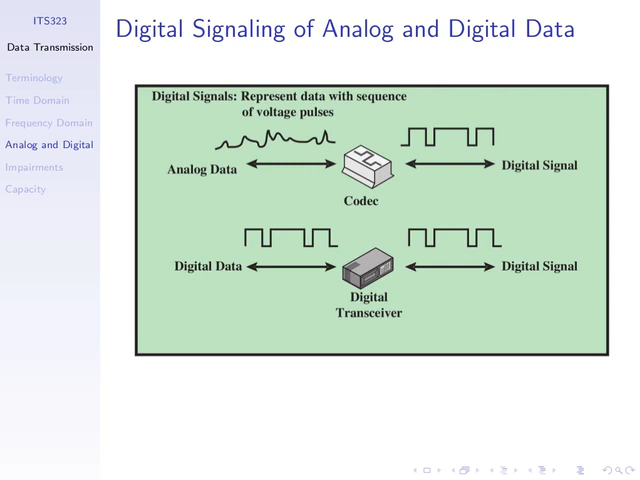 ITS323
Data Transmission
Terminology
Time Domain
Frequency Domain
Analog and Digital
Impairments
Capacity
Digital Signaling of Analog and Digital Data
Digital Signals: Represent data with sequence
of voltage pulses
Analog Data
Digital Signal
Codec
Digital Data
Digital Signal
Digital
Transceiver